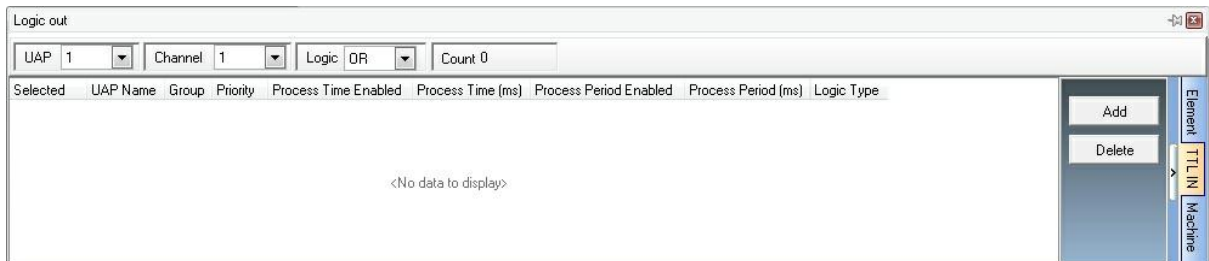 Logic out
UAP 1 Channel 1 Logic OR Count 0
Selected UAP Name Group Priority Process Time Enabled Process Time (ms) Process Period Enabled Process Period (ms) Logic Type
<No data to display>
Add
Delete
>
Element
TTL IN
Machine